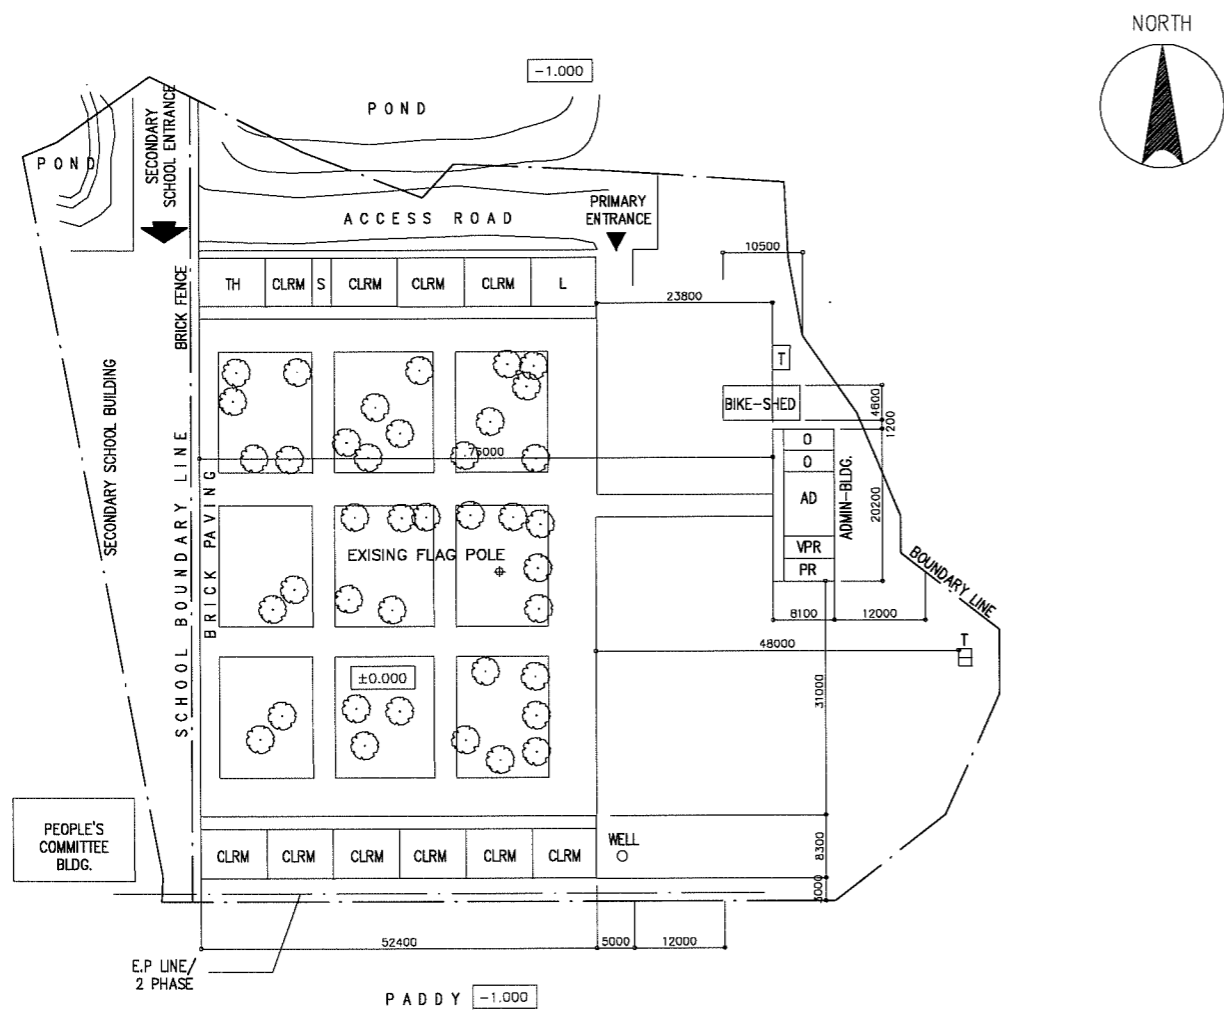 NORTH
-1.000
POND
POND
SECONDARY
SCHOOL ENTRANCE
PRIMARY
ENTRANCE
ACCESS ROAD
10500
TH
CLRM
S
CLRM
CLRM
CLRM
L
BRICK FENCE
23800
T
BIKE-SHED
4600
1200
SECONDARY SCHOOL BUILDING
SCHOOL BOUNDARY LINE
BRICK PAVING
76000
O
O
AD
VPR
PR
ADMIN-BLDG.
20200
EXISING FLAG POLE
BOUNDARY LINE
8100
12000
T
48000
±0.000
31000
PEOPLE'S
COMMITTEE
BLDG.
CLRM
CLRM
CLRM
CLRM
CLRM
CLRM
WELL
8300
3000
52400
5000
12000
E.P LINE/
2 PHASE
PADDY
-1.000